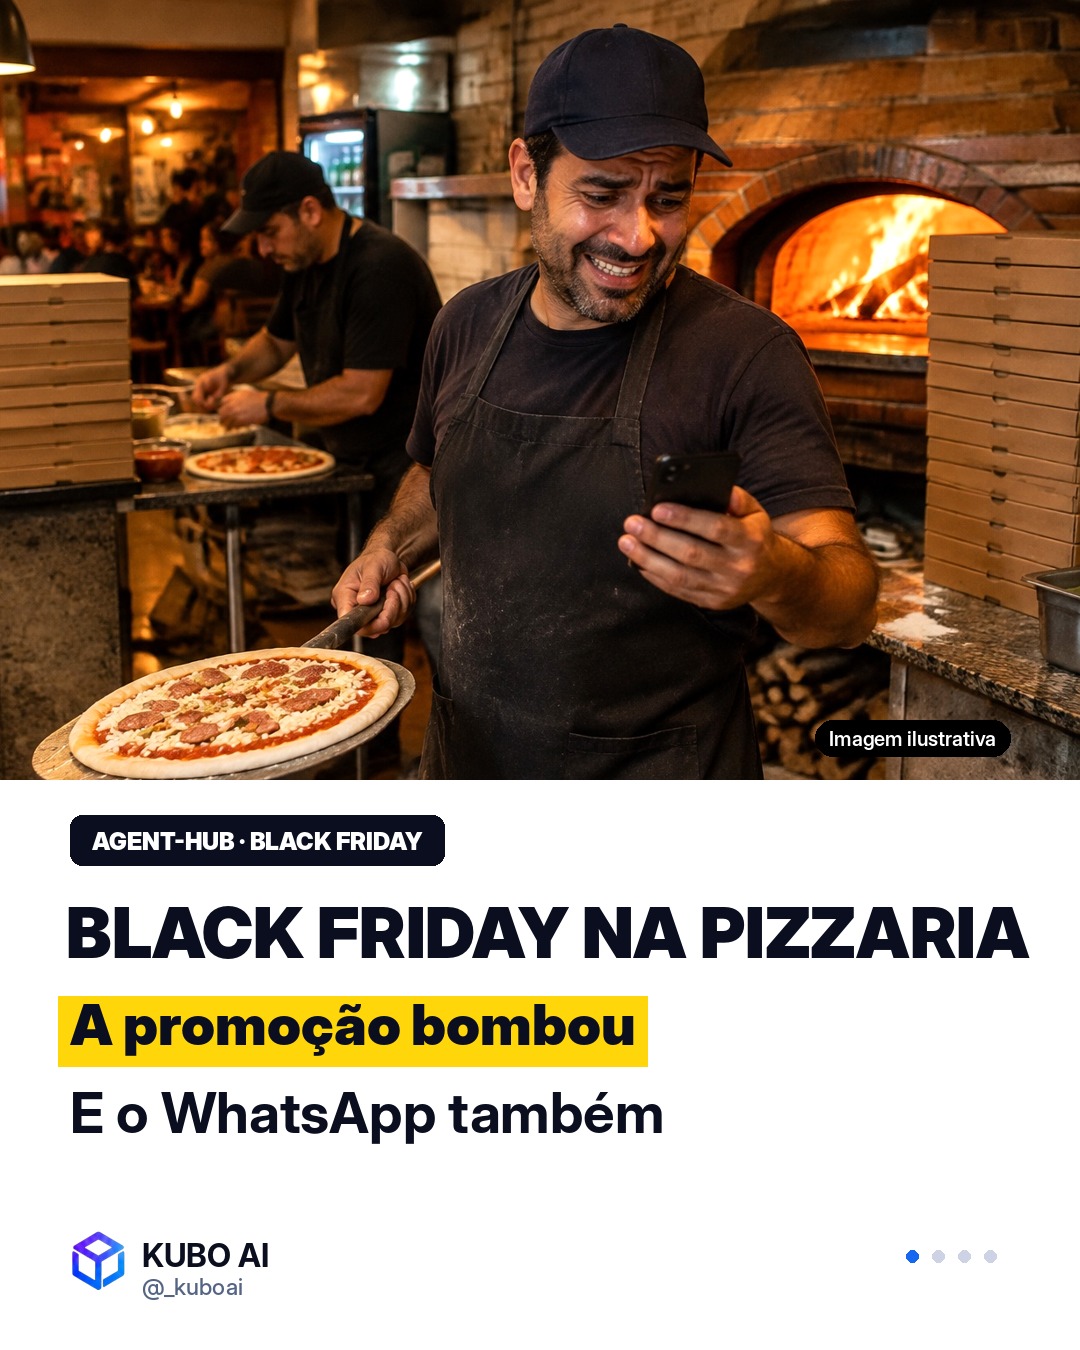 Imagem ilustrativa
AGENT-HUB · BLACK FRIDAY
BLACK FRIDAY NA PIZZARIA
A promoção bombou
E o WhatsApp também
KUBO AI
@_kuboai